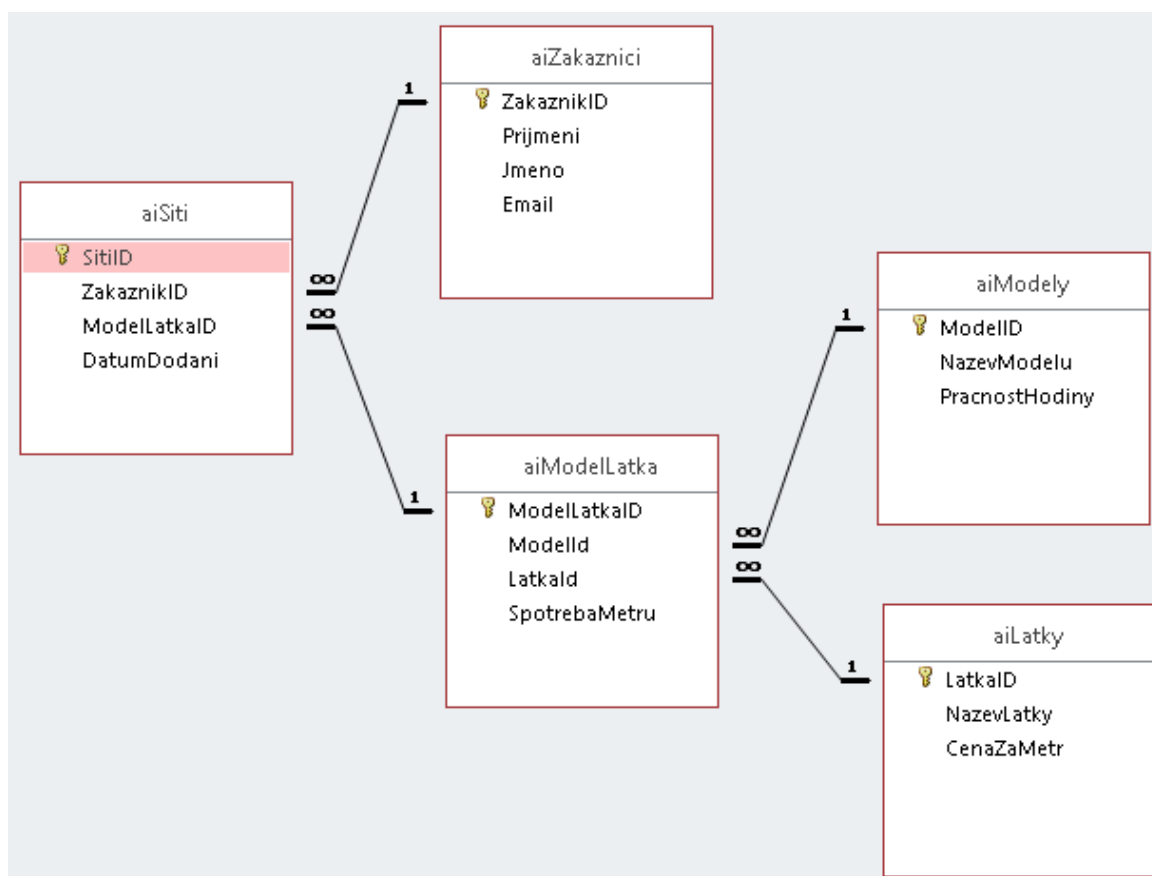 aiZakaznici
ZakaznikID
Prijmeni
Jmeno
Email
1
aiSiti
SitiID
ZakaznikID
ModelLatkaID
DatumDodani
∞
∞
1
aiModelLatka
ModelLatkaID
ModelId
LatkaId
SpotrebaMetru
∞
∞
1
aiModely
ModelID
NazevModelu
PracnostHodiny
1
aiLatky
LatkaID
NazevLatky
CenaZaMetr